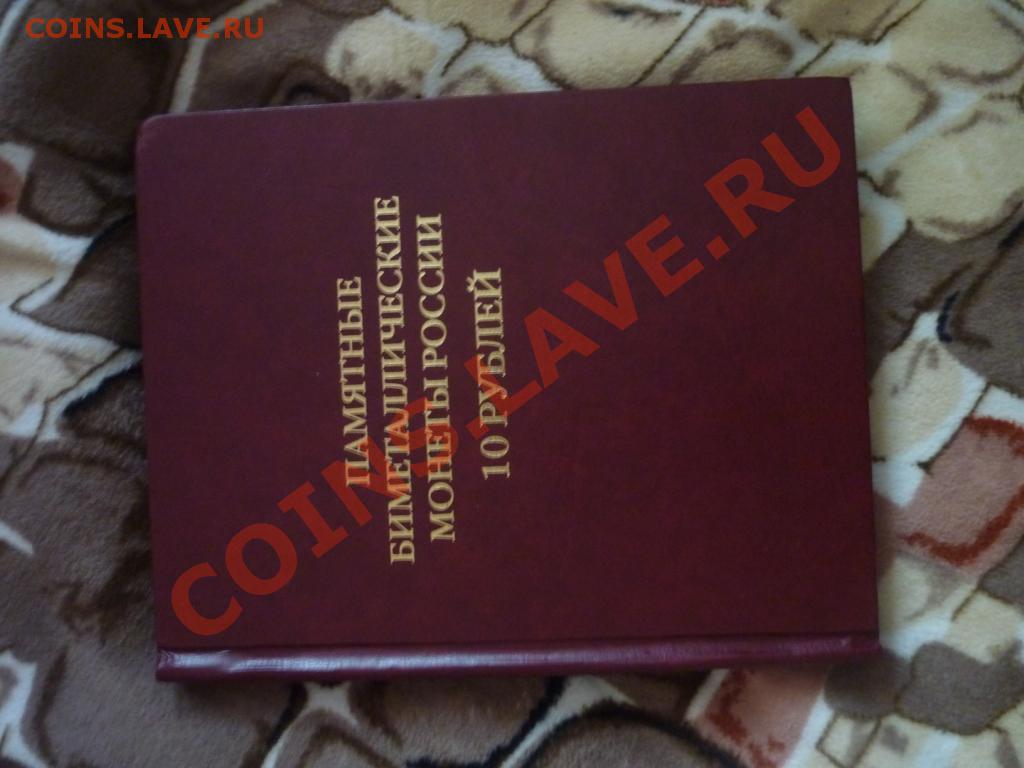 COINS.LAVE.RU
ПАМЯТНЫЕ
БИМЕТАЛЛИЧЕСКИЕ
МОНЕТЫ РОССИИ
10 РУБЛЕЙ
COINS.LAVE.RU